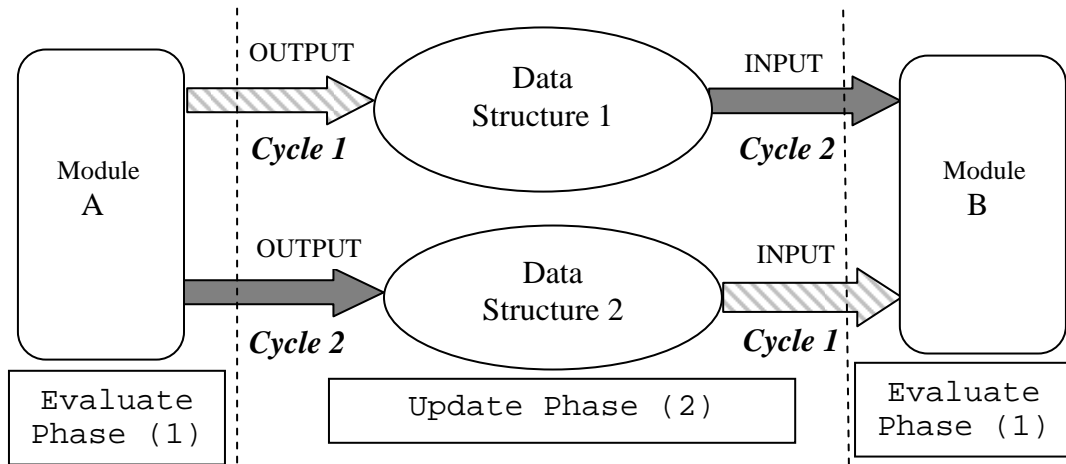 Module
A
OUTPUT
Cycle 1
Data
Structure 1
INPUT
Cycle 2
OUTPUT
Cycle 2
Data
Structure 2
INPUT
Cycle 1
Module
B
Evaluate
Phase (1)
Update Phase (2)
Evaluate
Phase (1)